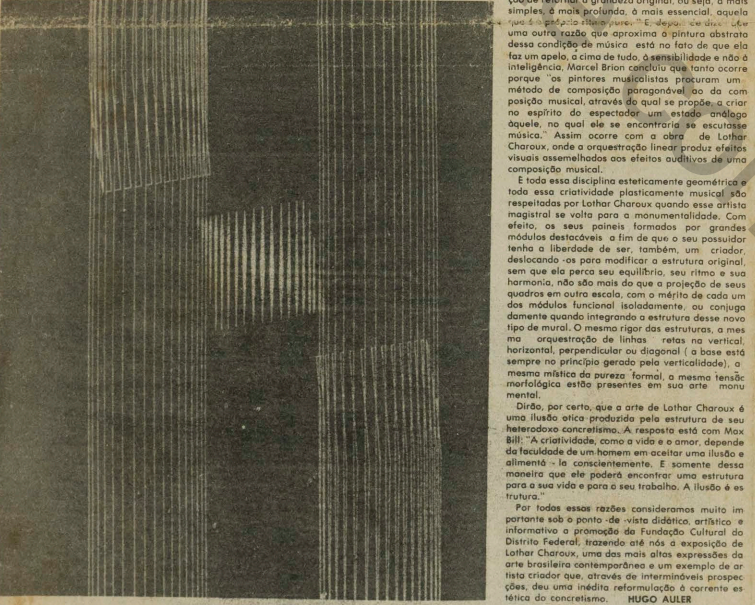 ção de retornar à grandeza original, ou seja, à mais
simples, à mais profunda, à mais essencial, aquela
que é própria ritmo puro." E, depois de
uma outra razão que aproxima a pintura abstrata
dessa condição de música está no fato de que ela
faz um apelo, a cima de tudo, à sensibilidade e não à
inteligência, Marcel Brion concluiu que tanto ocorre
porque "os pintores musicalistas procuram um
método de composição paragonável ao da com
posição musical, através do qual se propõe, a criar
no espírito do espectador um estado análogo
àquele, no qual ele se encontraria se escutasse
música." Assim ocorre com a obra de Lothar
Charoux, onde a orquestração linear produz efeitos
visuais assemelhados aos efeitos auditivos de uma
composição musical.
E toda essa disciplina esteticamente geométrica e
toda essa criatividade plasticamente musical são
respeitadas por Lothar Charoux quando esse artista
magistral se volta para a monumentalidade. Com
efeito, os seus paineis formados por grandes
módulos destacáveis a fim de que o seu possuidor
tenha a liberdade de ser, também, um criador,
deslocando -os para modificar a estrutura original,
sem que ela perca seu equilíbrio, seu ritmo e sua
harmonia, não são mais do que a projeção de seus
quadros em outra escala, com o mérito de cada um
dos módulos funcional isoladamente, ou conjuga
damente quando integrando a estrutura desse novo
tipo de mural. O mesmo rigor das estruturas, a mes
ma orquestração de linhas retas na vertical,
horizontal, perpendicular ou diagonal ( a base está
sempre no princípio gerado pela verticalidade), a
mesma mística da pureza formal, a mesma tensão
morfológica estão presentes em sua arte monu
mental.
Dirão, por certo, que a arte de Lothar Charoux é
uma ilusão otica produzida pela estrutura de seu
heterodoxo concretismo. A resposta está com Max
Bill: "A criatividade, como a vida e o amor, depende
da faculdade de um homem em aceitar uma ilusão e
alimentá - la conscientemente. E somente dessa
maneira que ele poderá encontrar uma estrutura
para a sua vida e para o seu trabalho. A ilusão é es
trutura."
Por todas essas razões consideramos muito im
portante sob o ponto -de -vista didático, artístico e
informativo a promoção da Fundação Cultural do
Distrito Federal, trazendo até nós a exposição de
Lothar Charoux, uma das mais altas expressões da
arte brasileira contemporânea e um exemplo de ar
tista criador que, através de intermináveis prospec
ções, deu uma inédita reformulação à corrente es
tética do concretismo. HUGO AULER